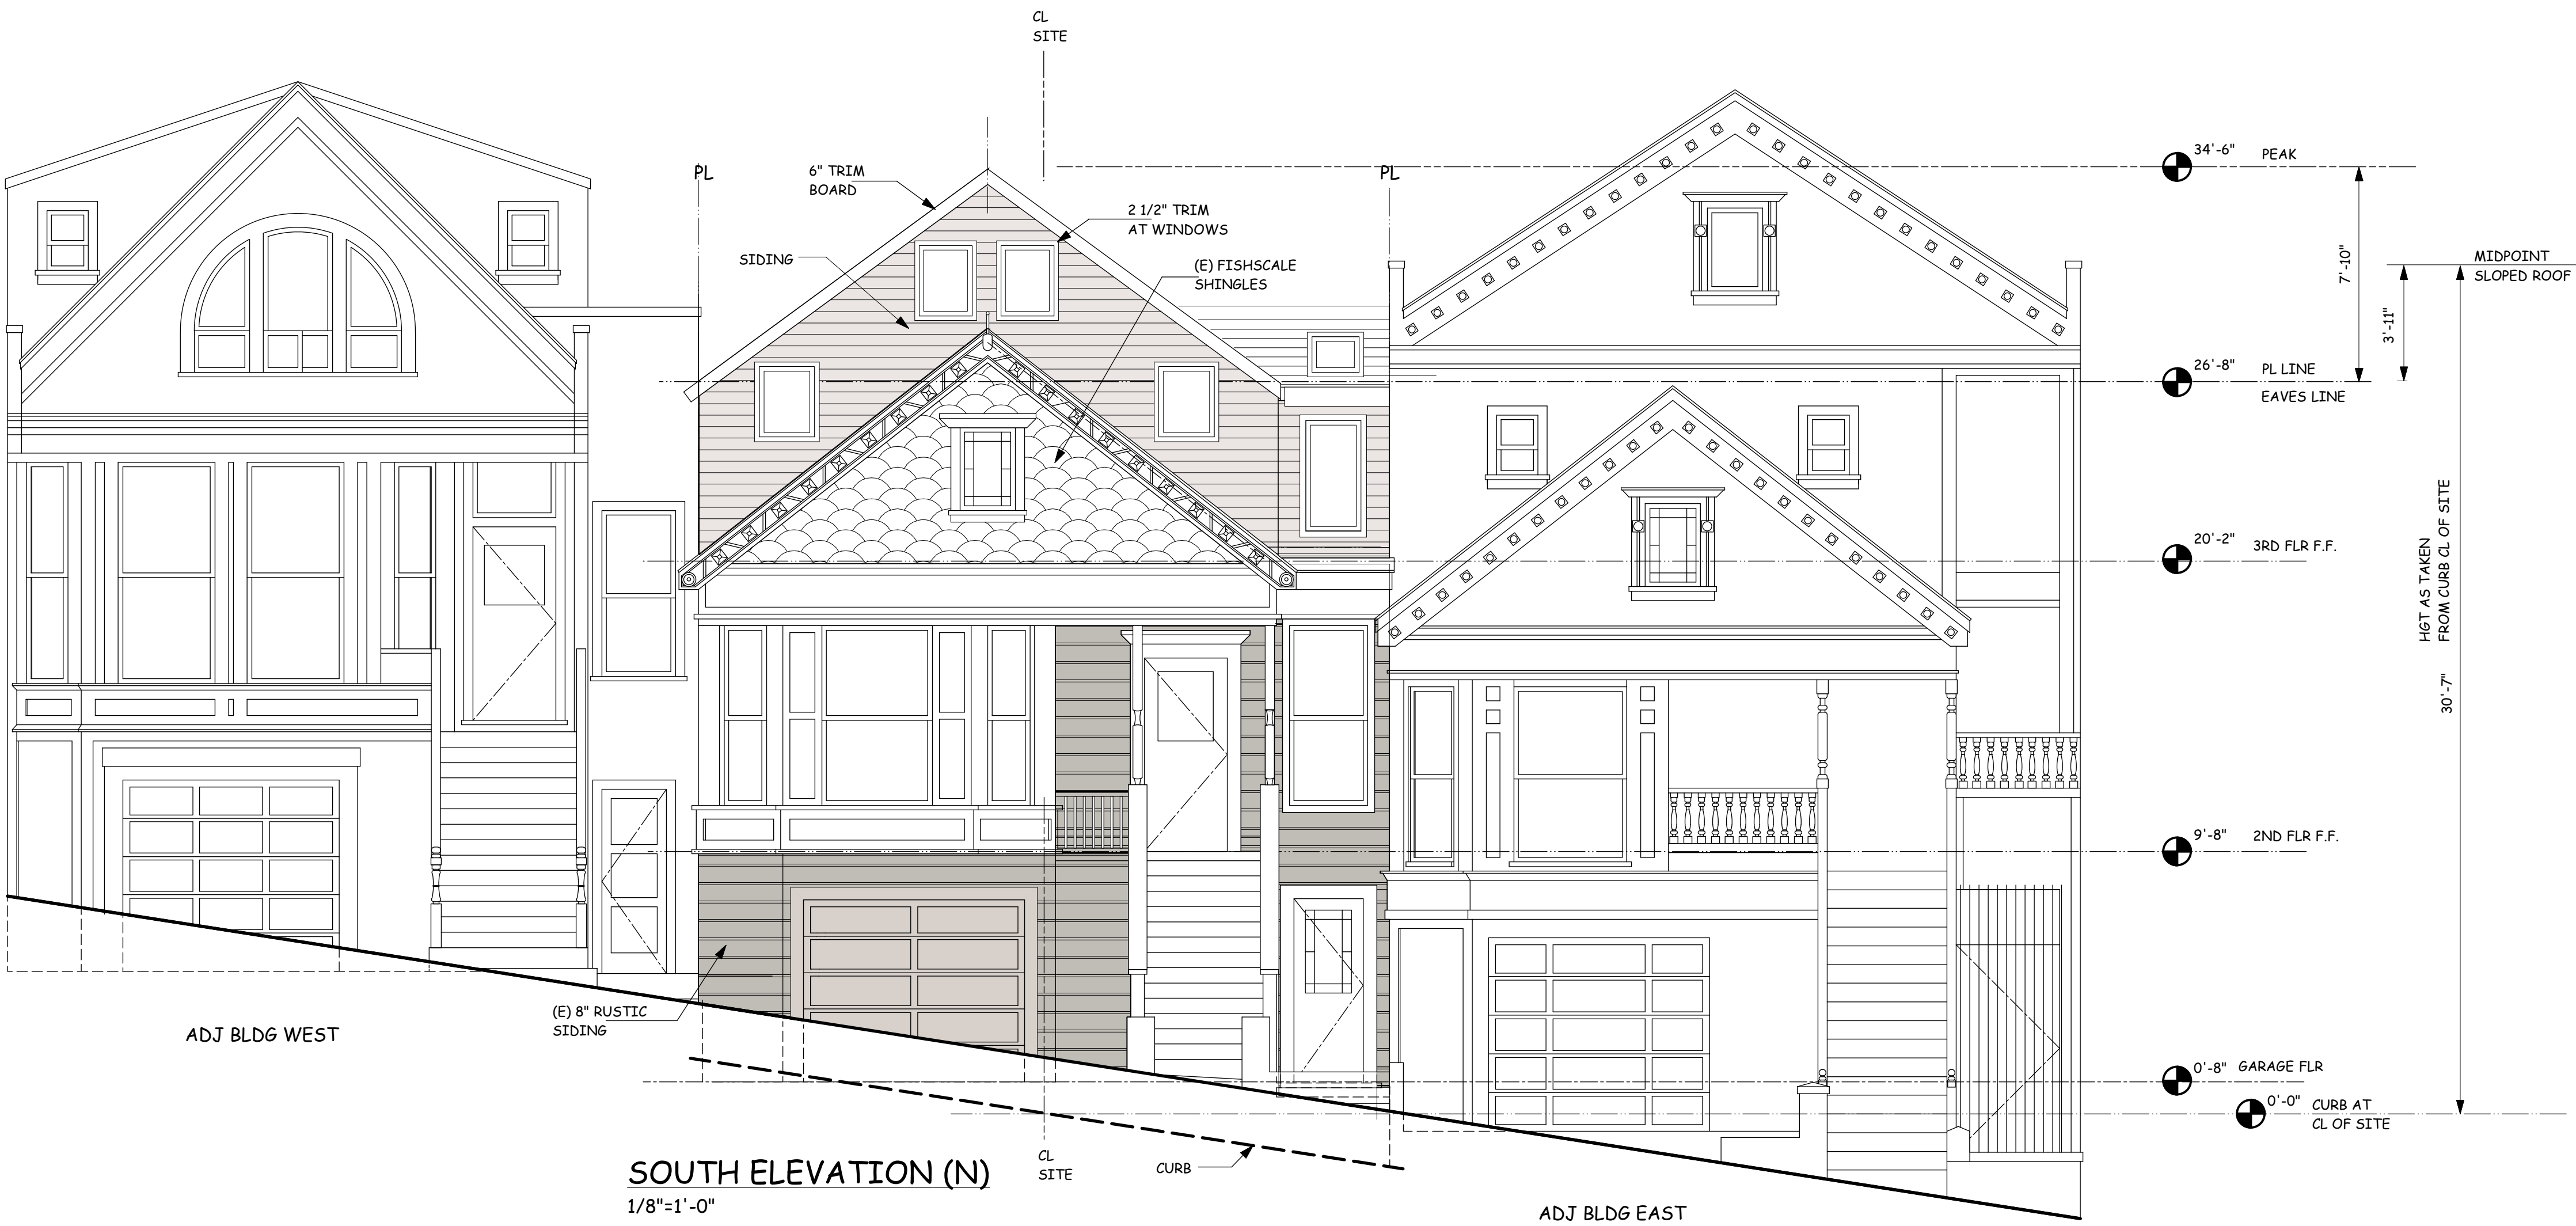 CL
SITE
PL
6" TRIM
BOARD
2 1/2" TRIM
AT WINDOWS
SIDING
(E) FISHSCALE
SHINGLES
PL
34'-6" PEAK
7'-10"
3'-11"
MIDPOINT
SLOPED ROOF
26'-8" PL LINE
EAVES LINE
20'-2" 3RD FLR F.F.
HGT AS TAKEN
30'-7" FROM CURB CL OF SITE
9'-8" 2ND FLR F.F.
(E) 8" RUSTIC
SIDING
ADJ BLDG WEST
0'-8" GARAGE FLR
0'-0" CURB AT
CL OF SITE
CL
SITE
CURB
SOUTH ELEVATION (N)
1/8"=1'-0"
ADJ BLDG EAST